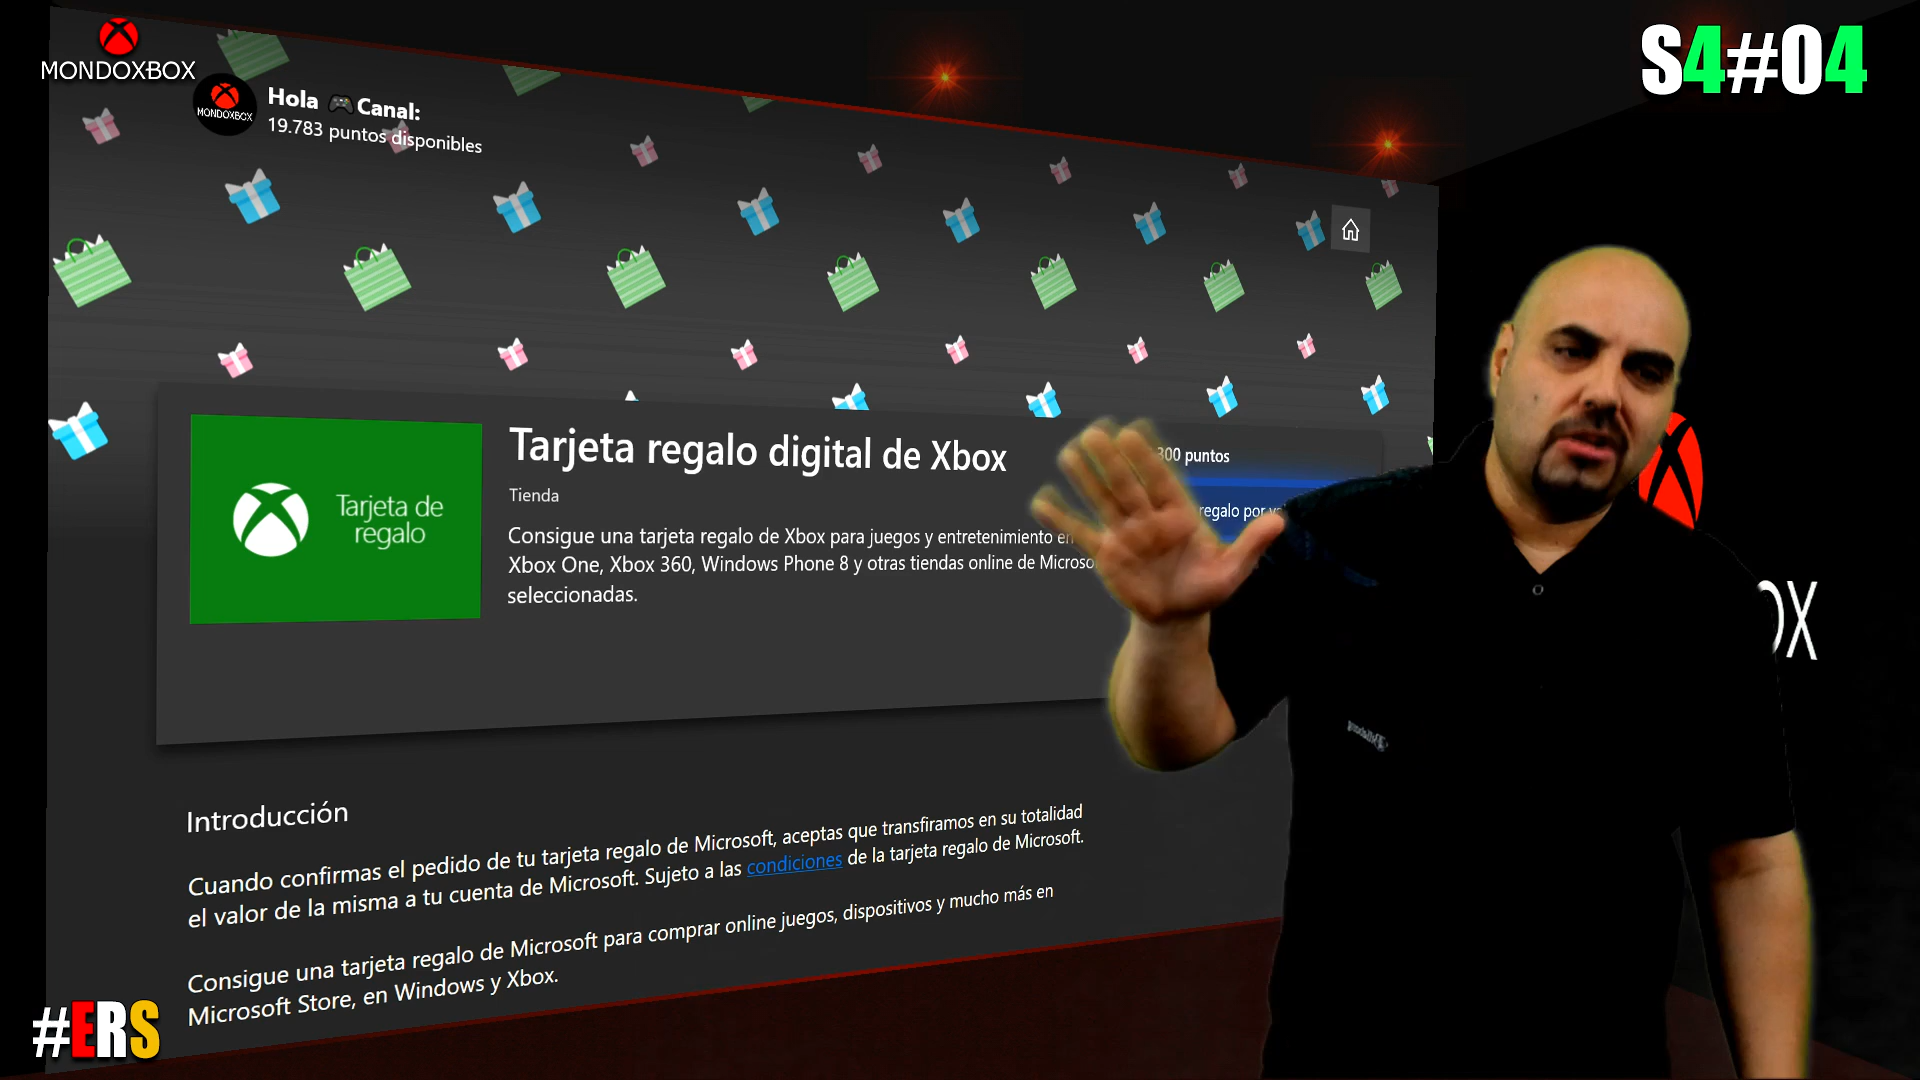 MONDOXBOX
S4#04
MONDOXBOX
Hola Canal:
19.783 puntos disponibles
Tarjeta de
regalo
Tarjeta regalo digital de Xbox
Tienda
Consigue una tarjeta regalo de Xbox para juegos y entretenimiento en
Xbox One, Xbox 360, Windows Phone 8 y otras tiendas online de
seleccionadas.
puntos
regalo por
Introducción
Cuando confirmas el pedido de tu tarjeta regalo de Microsoft, aceptas que transfiramos en su totalidad
el valor de la misma a tu cuenta de Microsoft. Sujeto a las condiciones de la tarjeta regalo de Microsoft.
Consigue una tarjeta regalo de Microsoft para comprar online juegos, dispositivos y mucho más en
Microsoft Store, en Windows y Xbox.
#ERS